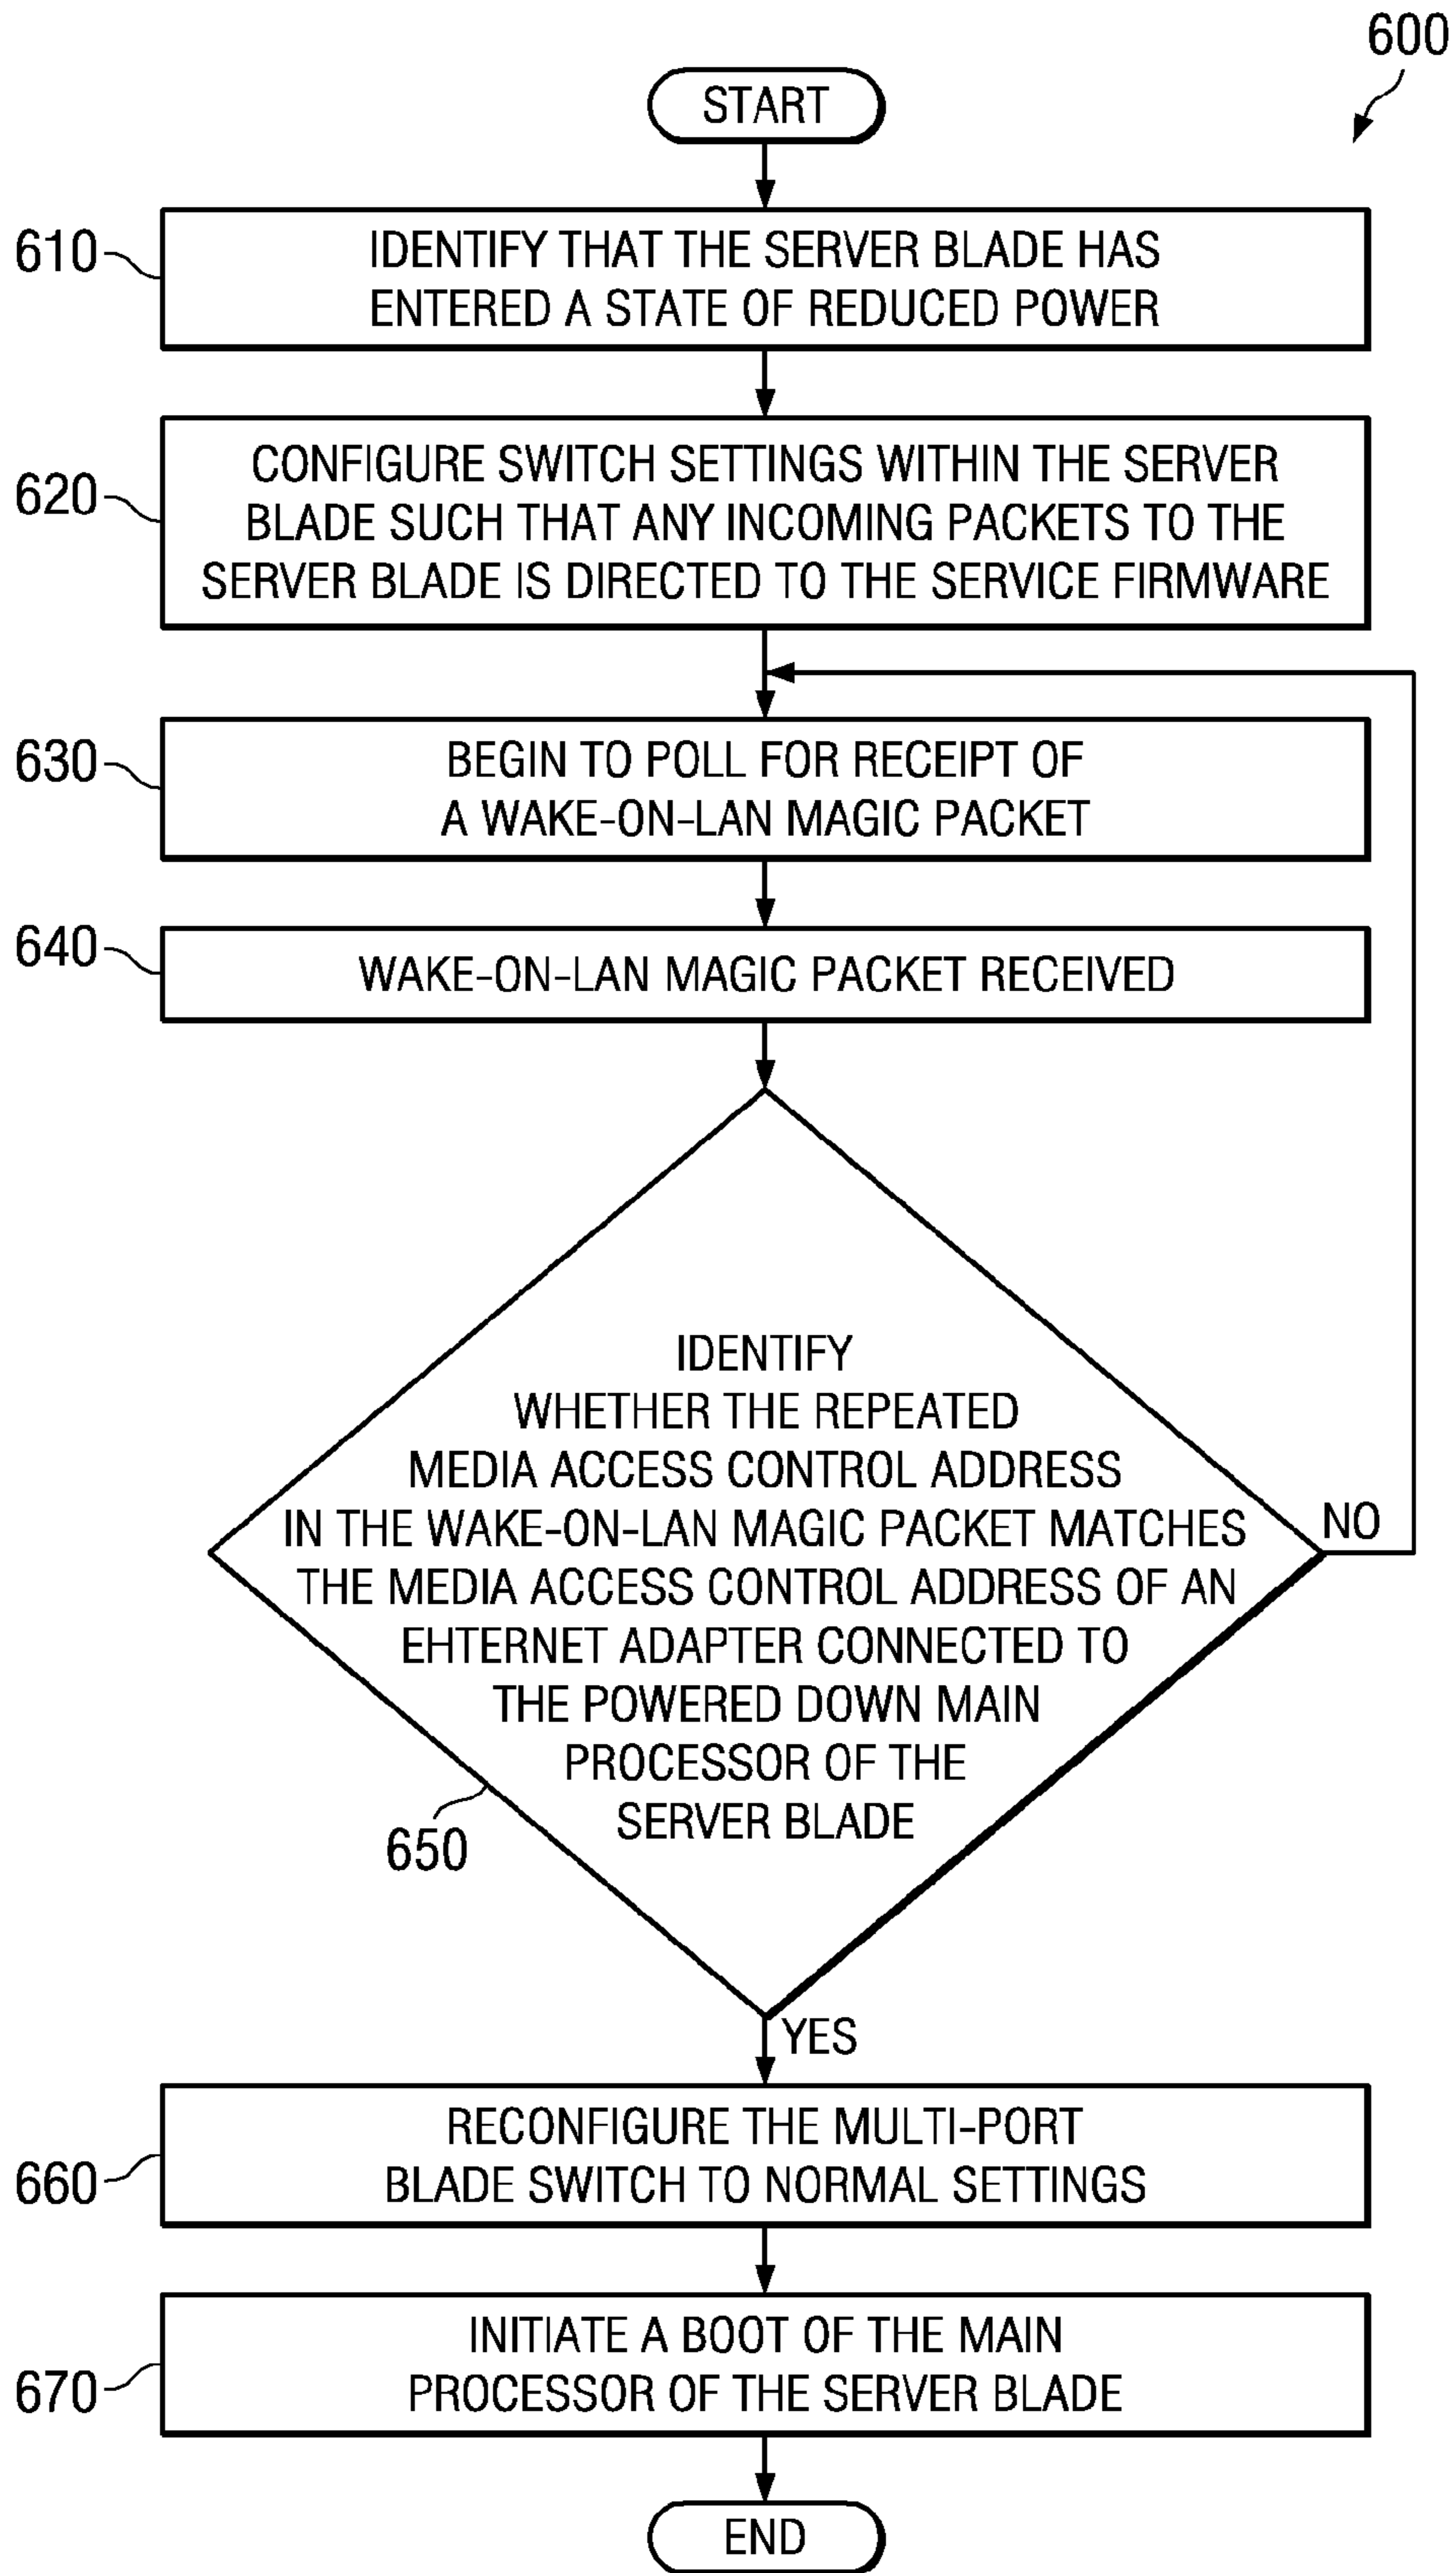 600
START
610
IDENTIFY THAT THE SERVER BLADE HAS
ENTERED A STATE OF REDUCED POWER
620
CONFIGURE SWITCH SETTINGS WITHIN THE SERVER
BLADE SUCH THAT ANY INCOMING PACKETS TO THE
SERVER BLADE IS DIRECTED TO THE SERVICE FIRMWARE
630
BEGIN TO POLL FOR RECEIPT OF
A WAKE-ON-LAN MAGIC PACKET
640
WAKE-ON-LAN MAGIC PACKET RECEIVED
IDENTIFY
WHETHER THE REPEATED
MEDIA ACCESS CONTROL ADDRESS
IN THE WAKE-ON-LAN MAGIC PACKET MATCHES
THE MEDIA ACCESS CONTROL ADDRESS OF AN
EHTERNET ADAPTER CONNECTED TO
THE POWERED DOWN MAIN
PROCESSOR OF THE
SERVER BLADE
NO
650
YES
660
RECONFIGURE THE MULTI-PORT
BLADE SWITCH TO NORMAL SETTINGS
670
INITIATE A BOOT OF THE MAIN
PROCESSOR OF THE SERVER BLADE
END